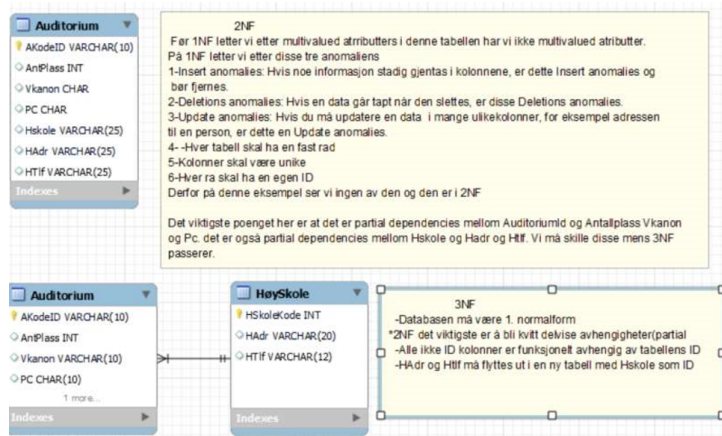 Auditorium
AKodeID VARCHAR(10)
AntPlass INT
Vkanon CHAR
PC CHAR
Hskole VARCHAR(25)
HAdr VARCHAR(25)
HTlf VARCHAR(25)
Indexes
2NF
Før 1NF letter vi etter multivalued atrributters i denne tabellen har vi ikke multivalued atributter.
På 1NF letter vi etter disse tre anomaliens
1-Insert anomalies: Hvis noe informasjon stadig gjentas i kolonnene, er dette Insert anomalies og
bør fjernes.
2-Deletions anomalies: Hvis en data går tapt når den slettes, er disse Deletions anomalies.
3-Update anomalies: Hvis du må updatere en data i mange ulikekolonner, for eksempel adressen
til en person, er dette en Update anomalies.
4- -Hver tabell skal ha en fast rad
5-Kolonner skal være unike
6-Hver ra skal ha en egen ID
Derfor på denne eksempel ser vi ingen av den og den er i 2NF
Det viktigste poenget her er at det er partial dependencies mellom AuditoriumId og Antallplass Vkanon
og Pc. det er også partial dependencies mellom Hskole og Hadr og Htlf. Vi må skille disse mens 3NF
passerer.
Auditorium
AKodeID VARCHAR(10)
AntPlass INT
Vkanon VARCHAR(10)
PC CHAR(10)
1 more...
Indexes
HøySkole
HSkoleKode INT
HAdr VARCHAR(20)
HTlf VARCHAR(12)
Indexes
3NF
-Databasen må være 1. normalform
*2NF det viktigste er å bli kvitt delvise avhengigheter(partial
-Alle ikke ID kolonner er funksjonelt avhengig av tabellens ID
-HAdr og Htlf må flyttes ut i en ny tabell med Hskole som ID